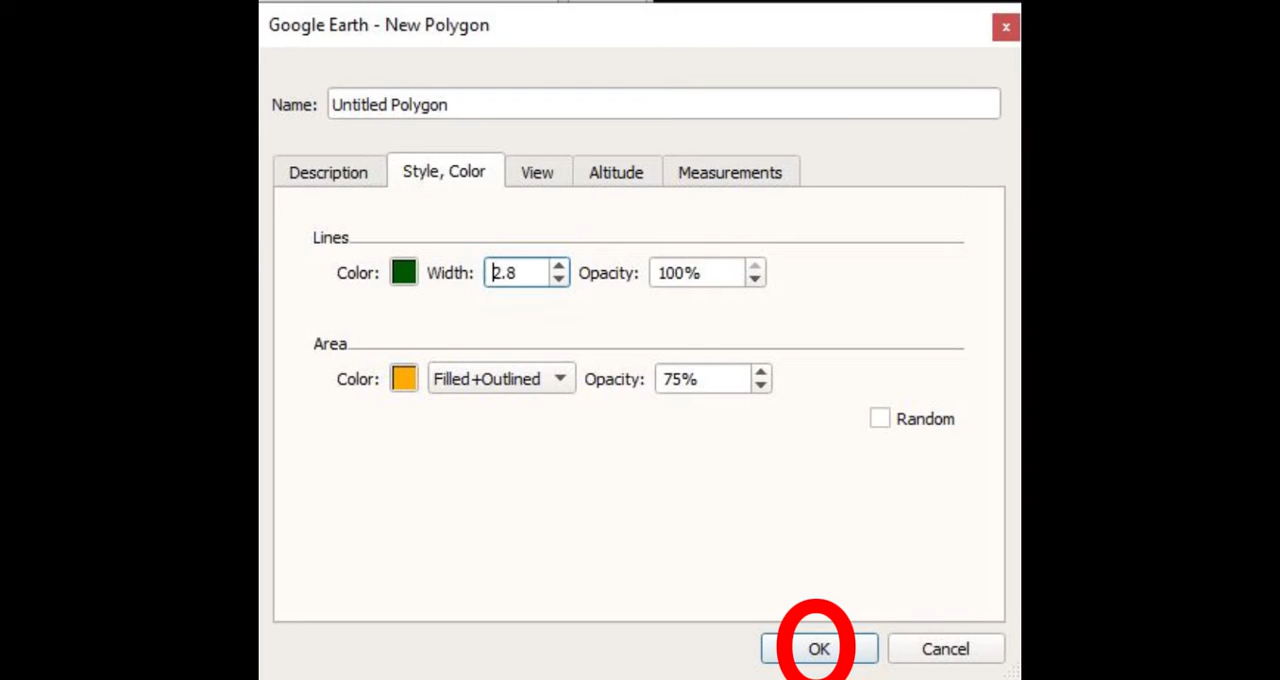 Google Earth - New Polygon
x
Name: Untitled Polygon
Description Style, Color View Altitude Measurements
Lines
Color: Width: 2.8 Opacity: 100%
Area
Color: Filled+Outlined Opacity: 75%
Random
OK Cancel